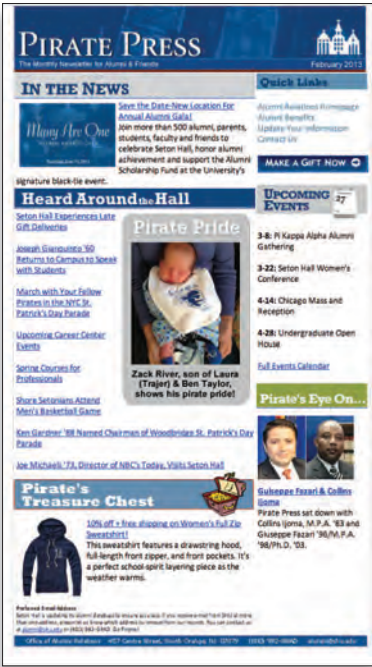 PIRATE PRESS
The Monthly Newsletter for Alumni & Friends
February 2013
IN THE NEWS
Many Are One
Save the Date-New Location For
Annual Alumni Gala!
Join more than 500 alumni, parents,
students, faculty and friends to
celebrate Seton Hall, honor alumni
achievement and support the Alumni
Scholarship Fund at the University's
signature black-tie event.
Heard Around the Hall
Seton Hall Experiences Late
Gift Deliveries
Joseph Gianquinto '60
Returns to Campus to Speak
with Students
March with Your Fellow
Pirates in the NYC St.
Patrick's Day Parade
Upcoming Career Center
Events
Spring Courses for
Professionals
Shore Setonians Attend
Men's Basketball Game
Ken Gardner '88 Named Chairman of Woodbridge St. Patrick's Day
Parade
Joe Michaels '73, Director of NBC's Today, Visits Seton Hall
Pirate Pride
Zack River, son of Laura
(Trajer) & Ben Taylor,
shows his pirate pride!
Pirate's
Treasure Chest
10% off + free shipping on Women's Full Zip
Sweatshirt!
This sweatshirt features a drawstring hood,
full-length front zipper, and front pockets. It's
a perfect school-spirit layering piece as the
weather warms.
Quick Links
Alumni Relations Homepage
Alumni Benefits
Update Your Information
Contact Us
MAKE A GIFT NOW
UPCOMING
EVENTS
27
3-8: Pi Kappa Alpha Alumni
Gathering
3-22: Seton Hall Women's
Conference
4-14: Chicago Mass and
Reception
4-28: Undergraduate Open
House
Full Events Calendar
Pirate's Eye On...
Guiseppe Fazari & Collins
Ijoma
Pirate Press sat down with
Collins Ijoma, M.P.A. '83 and
Giuseppe Fazari '96/M.P.A.
'98/Ph.D. '03.
Preferred Email Address
Office of Alumni Relations 457 Centre Street, South Orange, NJ 07079